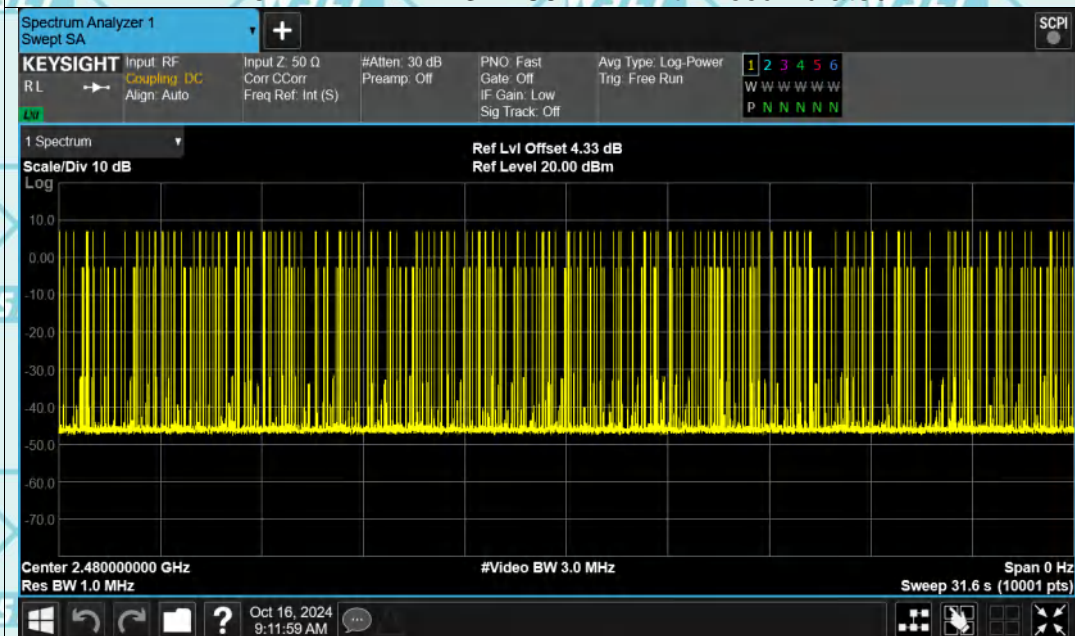 Spectrum Analyzer 1
Swept SA
+
SCPI
KEYSIGHT
R L
LXI
Input: RF
Coupling: DC
Align: Auto
Input Z: 50 Ω
Corr CCorr
Freq Ref: Int (S)
#Atten: 30 dB
Preamp: Off
PNO: Fast
Gate: Off
IF Gain: Low
Sig Track: Off
Avg Type: Log-Power
Trig: Free Run
1 2 3 4 5 6
W W W W W W
P N N N N N
1 Spectrum
Scale/Div 10 dB
Log
Ref Lvl Offset 4.33 dB
Ref Level 20.00 dBm
10.0
0.00
-10.0
-20.0
-30.0
-40.0
-50.0
-60.0
-70.0
Center 2.480000000 GHz
Res BW 1.0 MHz
#Video BW 3.0 MHz
Span 0 Hz
Sweep 31.6 s (10001 pts)
?
Oct 16, 2024
9:11:59 AM